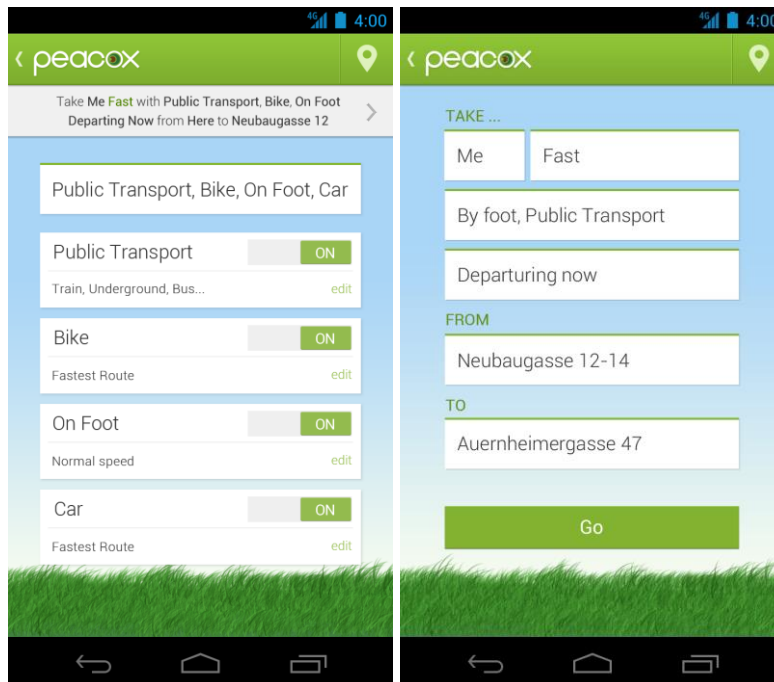 4G 4:00
peacox
Take Me Fast with Public Transport, Bike, On Foot
Departing Now from Here to Neubaugasse 12
Public Transport, Bike, On Foot, Car
Public Transport ON
Train, Underground, Bus... edit
Bike ON
Fastest Route edit
On Foot ON
Normal speed edit
Car ON
Fastest Route edit
4G 4:00
peacox
TAKE ...
Me Fast
By foot, Public Transport
Departuring now
FROM
Neubaugasse 12-14
TO
Auernheimergasse 47
Go